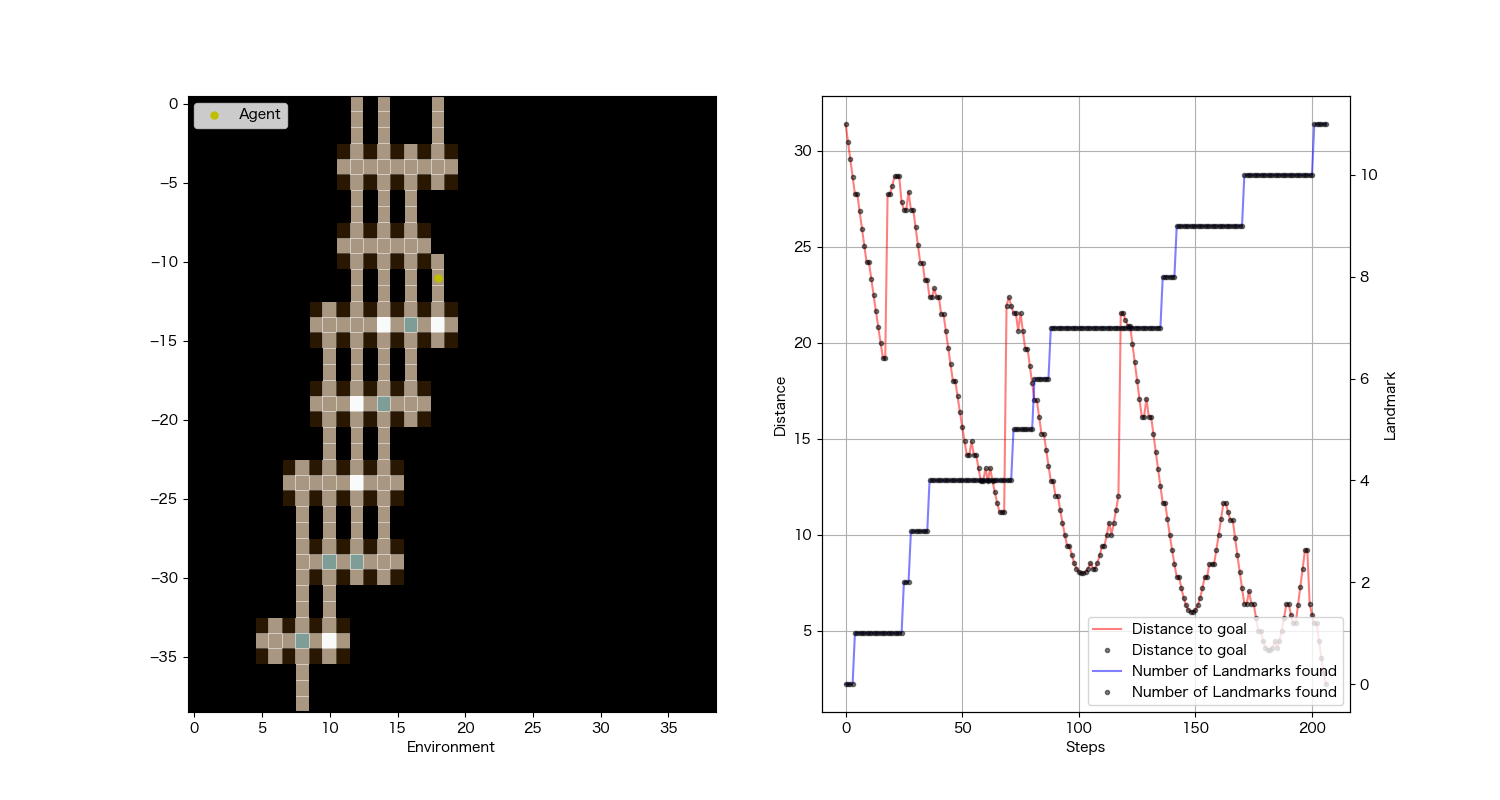 Agent
0
−5
−10
−15
−20
−25
−30
−35
0 5 10 15 20 25 30 35
Environment
Distance
30
25
20
15
10
5
0 50 100 150 200
Steps
10
8
6
4
2
0
Landmark
Distance to goal
Distance to goal
Number of Landmarks found
Number of Landmarks found